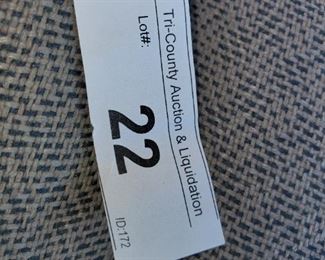 Tri-County Auction & Liquidation
Lot#:
22
ID:172